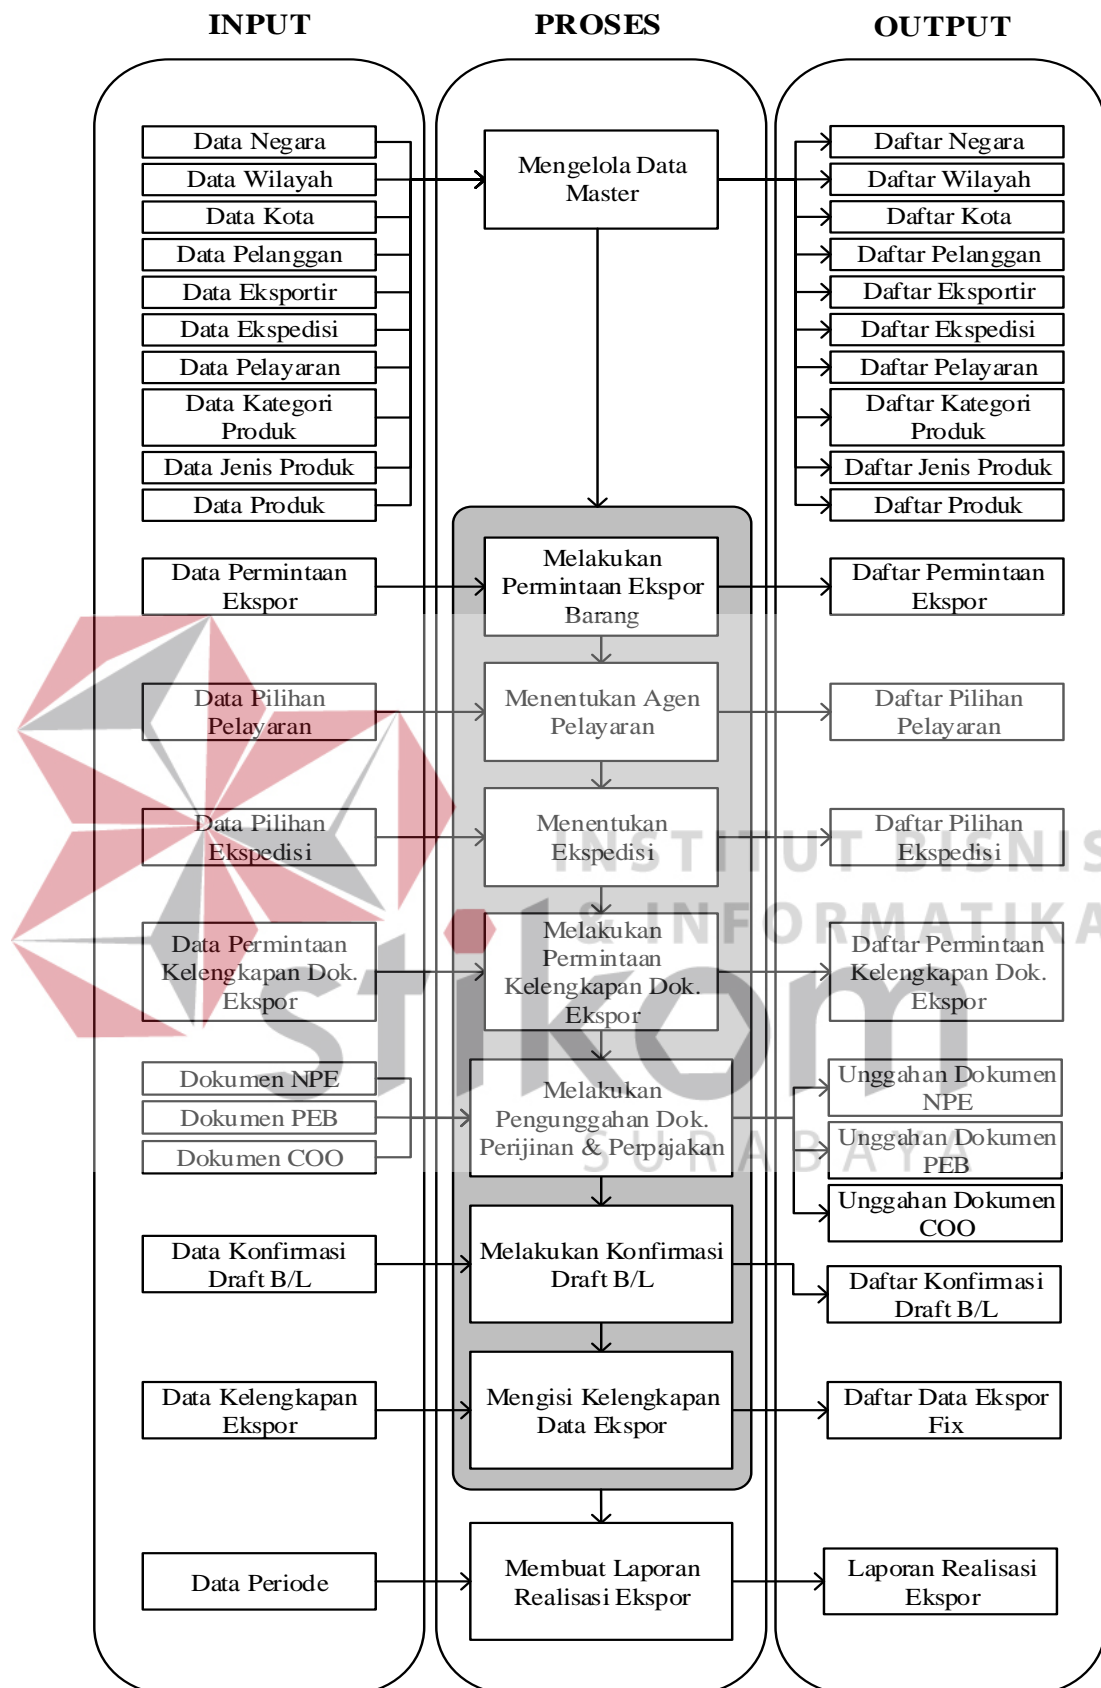 INPUT
PROSES
OUTPUT
Data Negara
Data Wilayah
Data Kota
Data Pelanggan
Data Eksportir
Data Ekspedisi
Data Pelayaran
Data Kategori
Produk
Data Jenis Produk
Data Produk
Mengelola Data
Master
Daftar Negara
Daftar Wilayah
Daftar Kota
Daftar Pelanggan
Daftar Eksportir
Daftar Ekspedisi
Daftar Pelayaran
Daftar Kategori
Produk
Daftar Jenis Produk
Daftar Produk
Data Permintaan
Ekspor
Melakukan
Permintaan Ekspor
Barang
Daftar Permintaan
Ekspor
Data Pilihan
Pelayaran
Menentukan Agen
Pelayaran
Daftar Pilihan
Pelayaran
Data Pilihan
Ekspedisi
Menentukan
Ekspedisi
Daftar Pilihan
Ekspedisi
Data Permintaan
Kelengkapan Dok.
Ekspor
Melakukan
Permintaan
Kelengkapan Dok.
Ekspor
Daftar Permintaan
Kelengkapan Dok.
Ekspor
Dokumen NPE
Dokumen PEB
Dokumen COO
Melakukan
Pengunggahan Dok.
Perijinan & Perpajakan
Unggahan Dokumen
NPE
Unggahan Dokumen
PEB
Unggahan Dokumen
COO
Data Konfirmasi
Draft B/L
Melakukan Konfirmasi
Draft B/L
Daftar Konfirmasi
Draft B/L
Data Kelengkapan
Ekspor
Mengisi Kelengkapan
Data Ekspor
Daftar Data Ekspor
Fix
Data Periode
Membuat Laporan
Realisasi Ekspor
Laporan Realisasi
Ekspor
INSTITUT BISNIS
& INFORMATIKA
stikom
SURABAYA